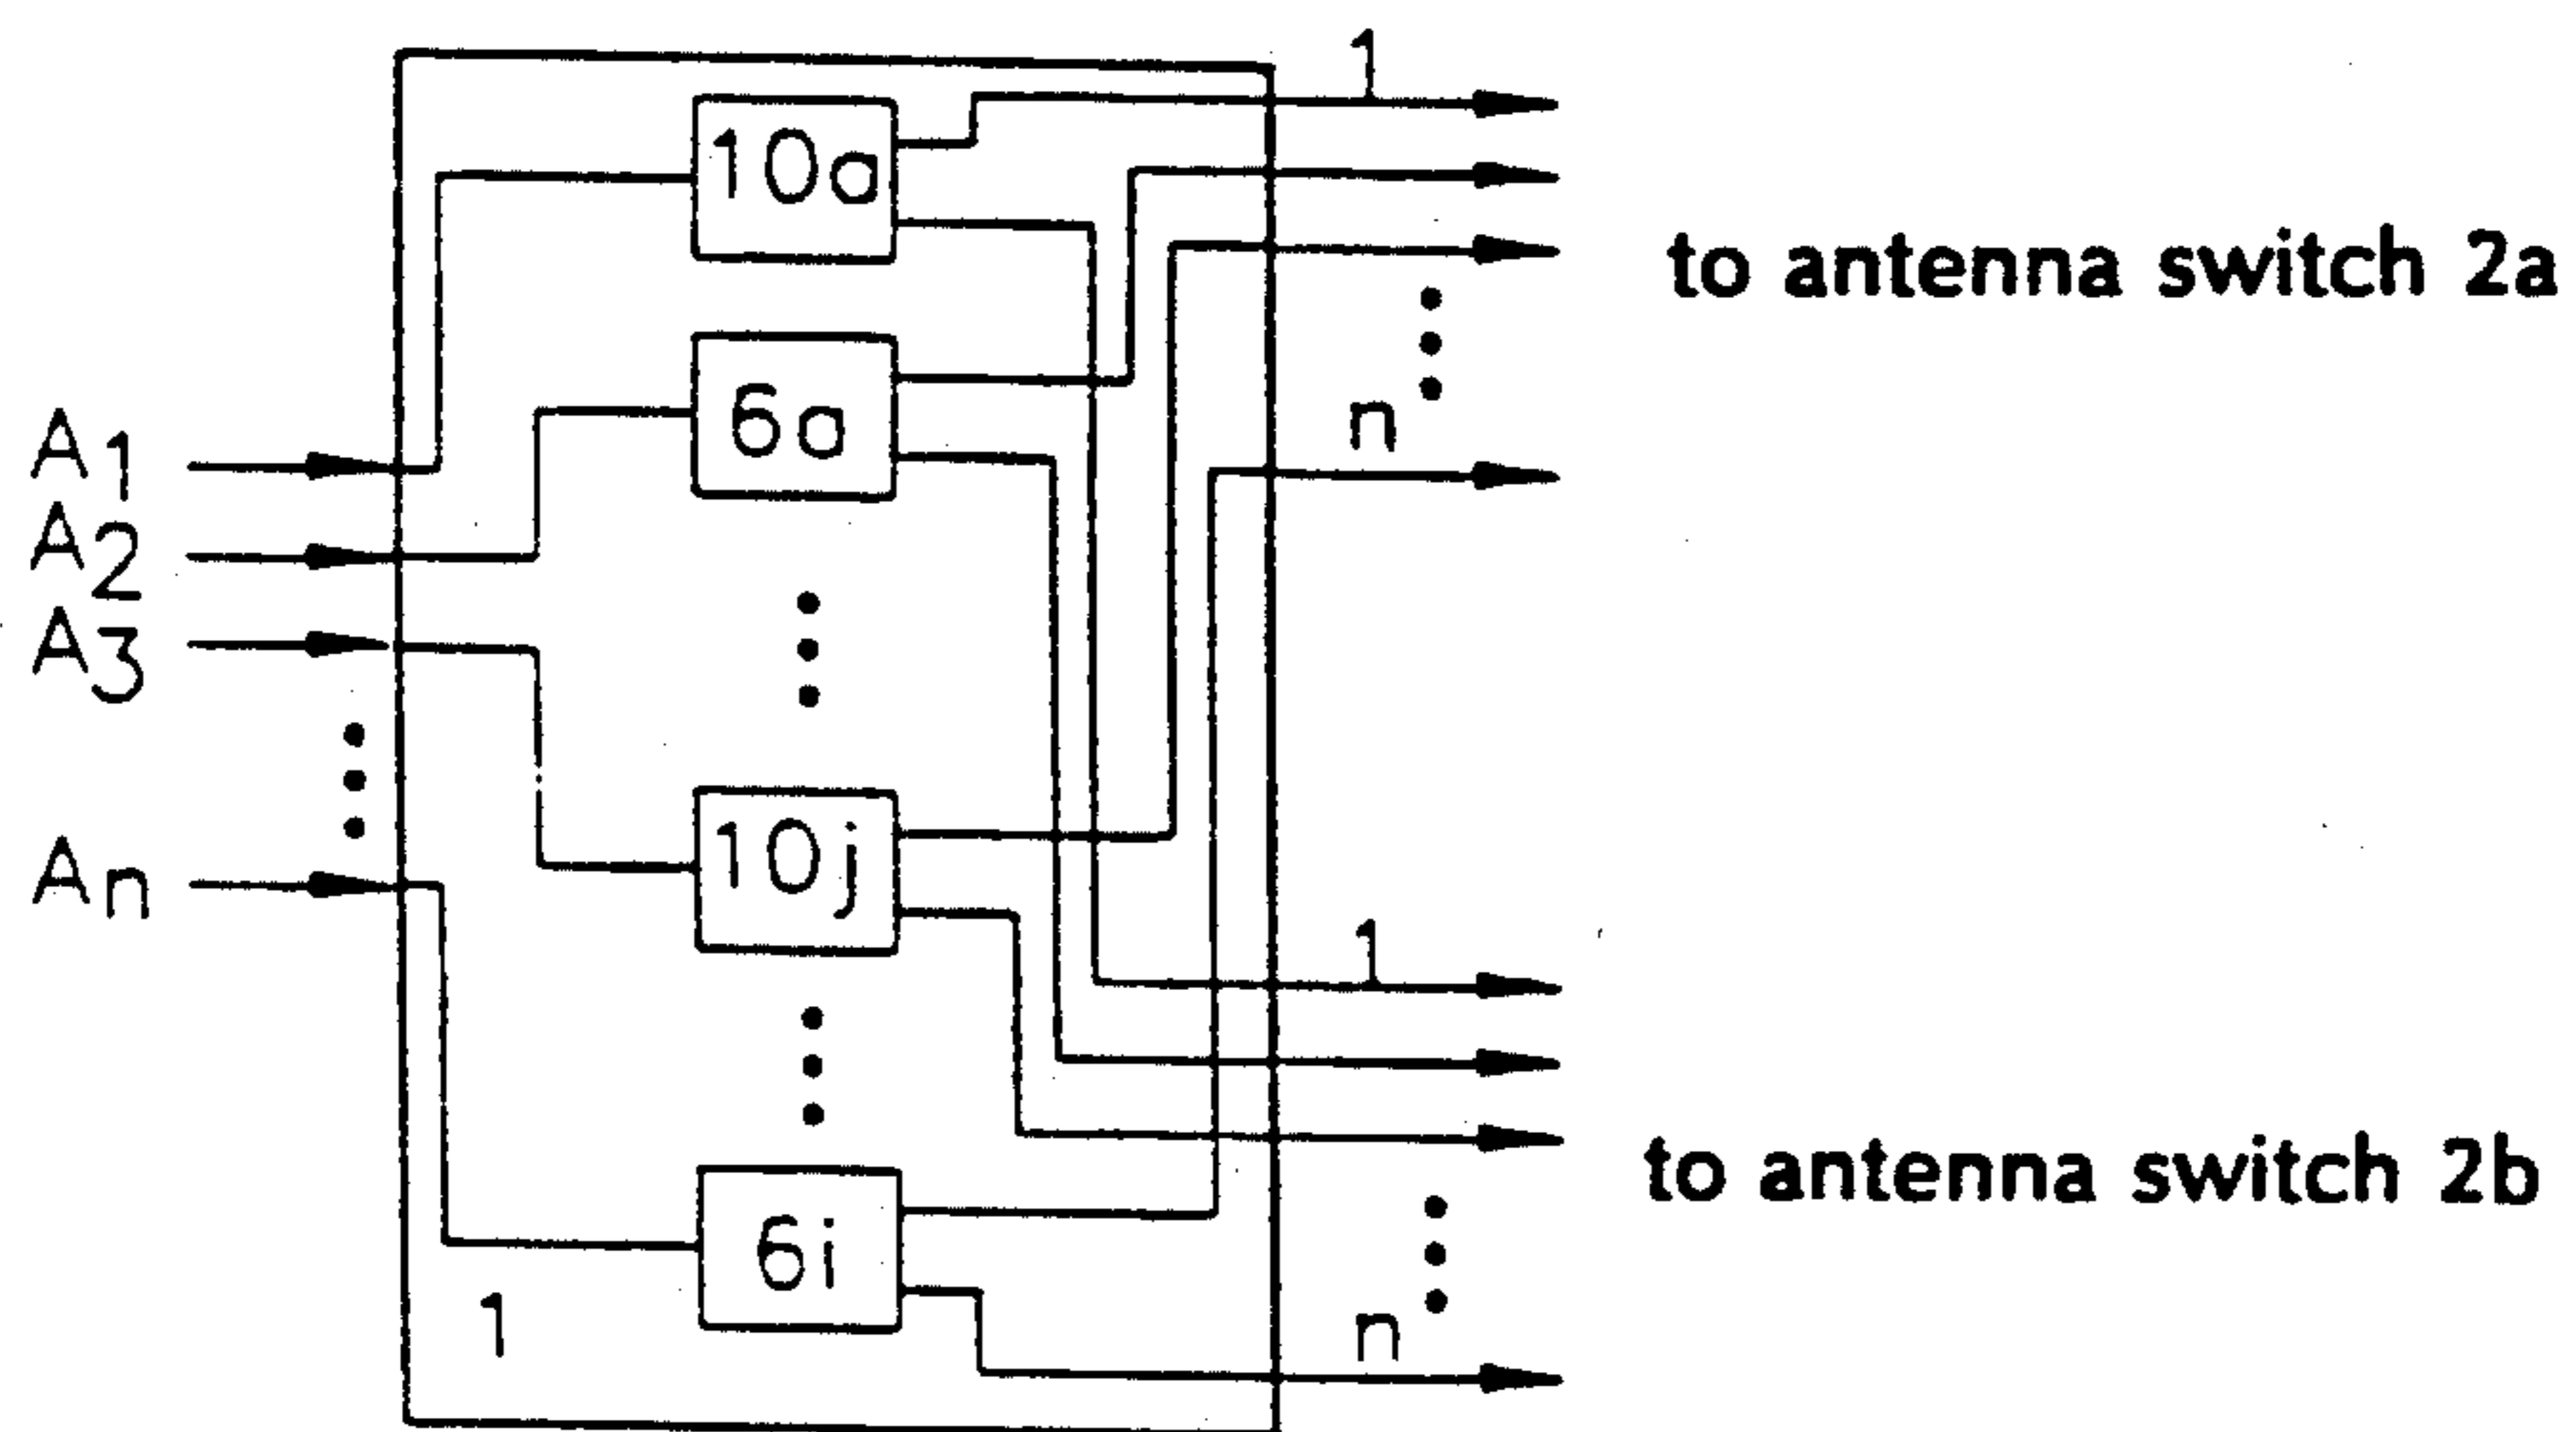 1
10a
to antenna switch 2a
6a
n
A1
A2
A3
10j
An
1
to antenna switch 2b
6i
1
n